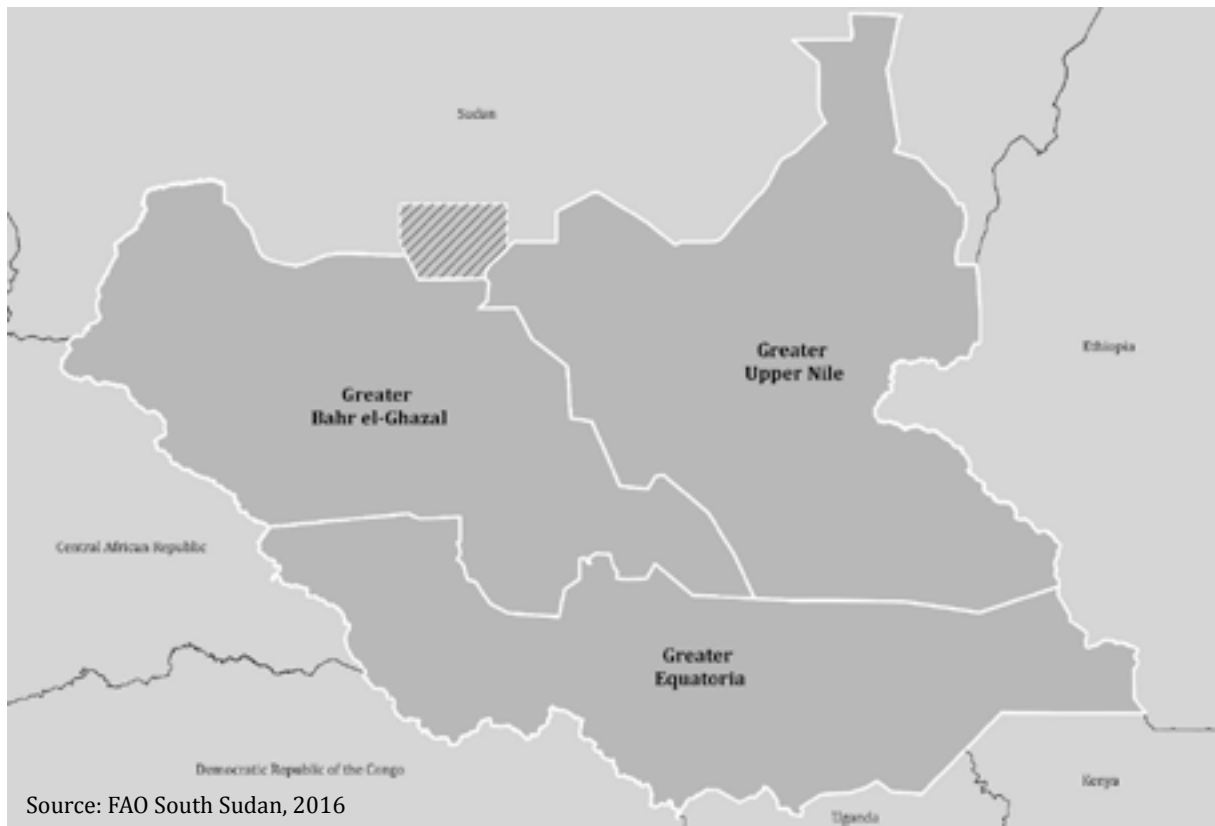 Sudan
Greater
Upper Nile
Ethiopia
Greater
Bahr el-Ghazal
Central African Republic
Greater
Equatoria
Democratic Republic of the Congo
Kenya
Source: FAO South Sudan, 2016
Uganda